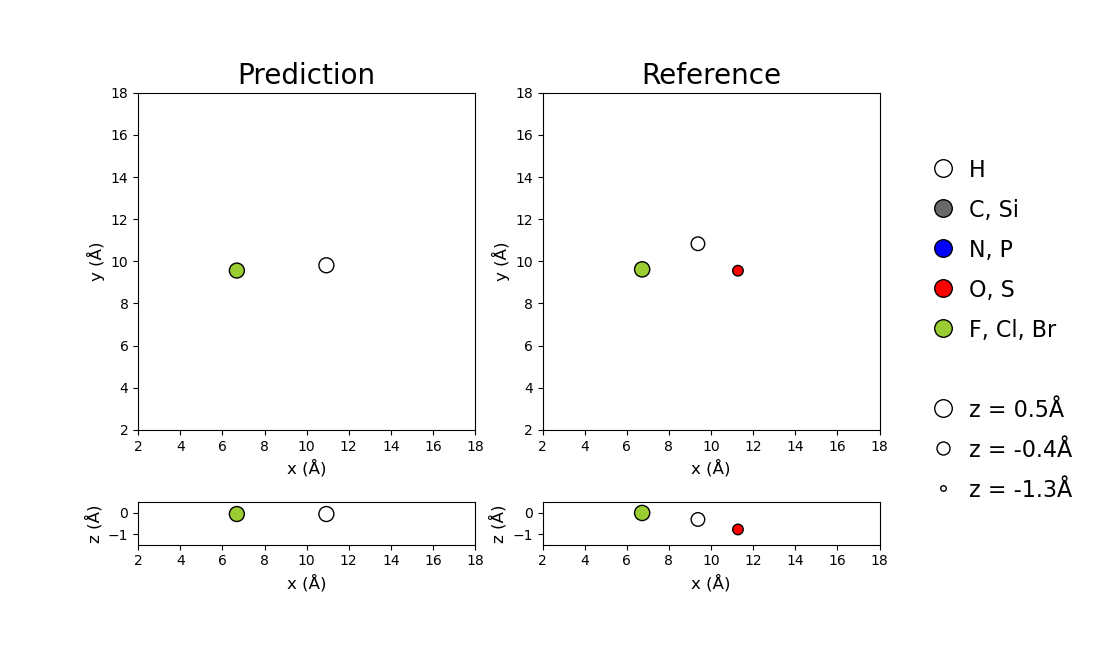 Prediction
Reference
18
16
14
12
10
8
6
4
2
y (Å)
2 4 6 8 10 12 14 16 18
x (Å)
18
16
14
12
10
8
6
4
2
y (Å)
2 4 6 8 10 12 14 16 18
x (Å)
0
−1
z (Å)
2 4 6 8 10 12 14 16 18
x (Å)
0
−1
z (Å)
2 4 6 8 10 12 14 16 18
x (Å)
H
C, Si
N, P
O, S
F, Cl, Br
z = 0.5Å
z = -0.4Å
z = -1.3Å